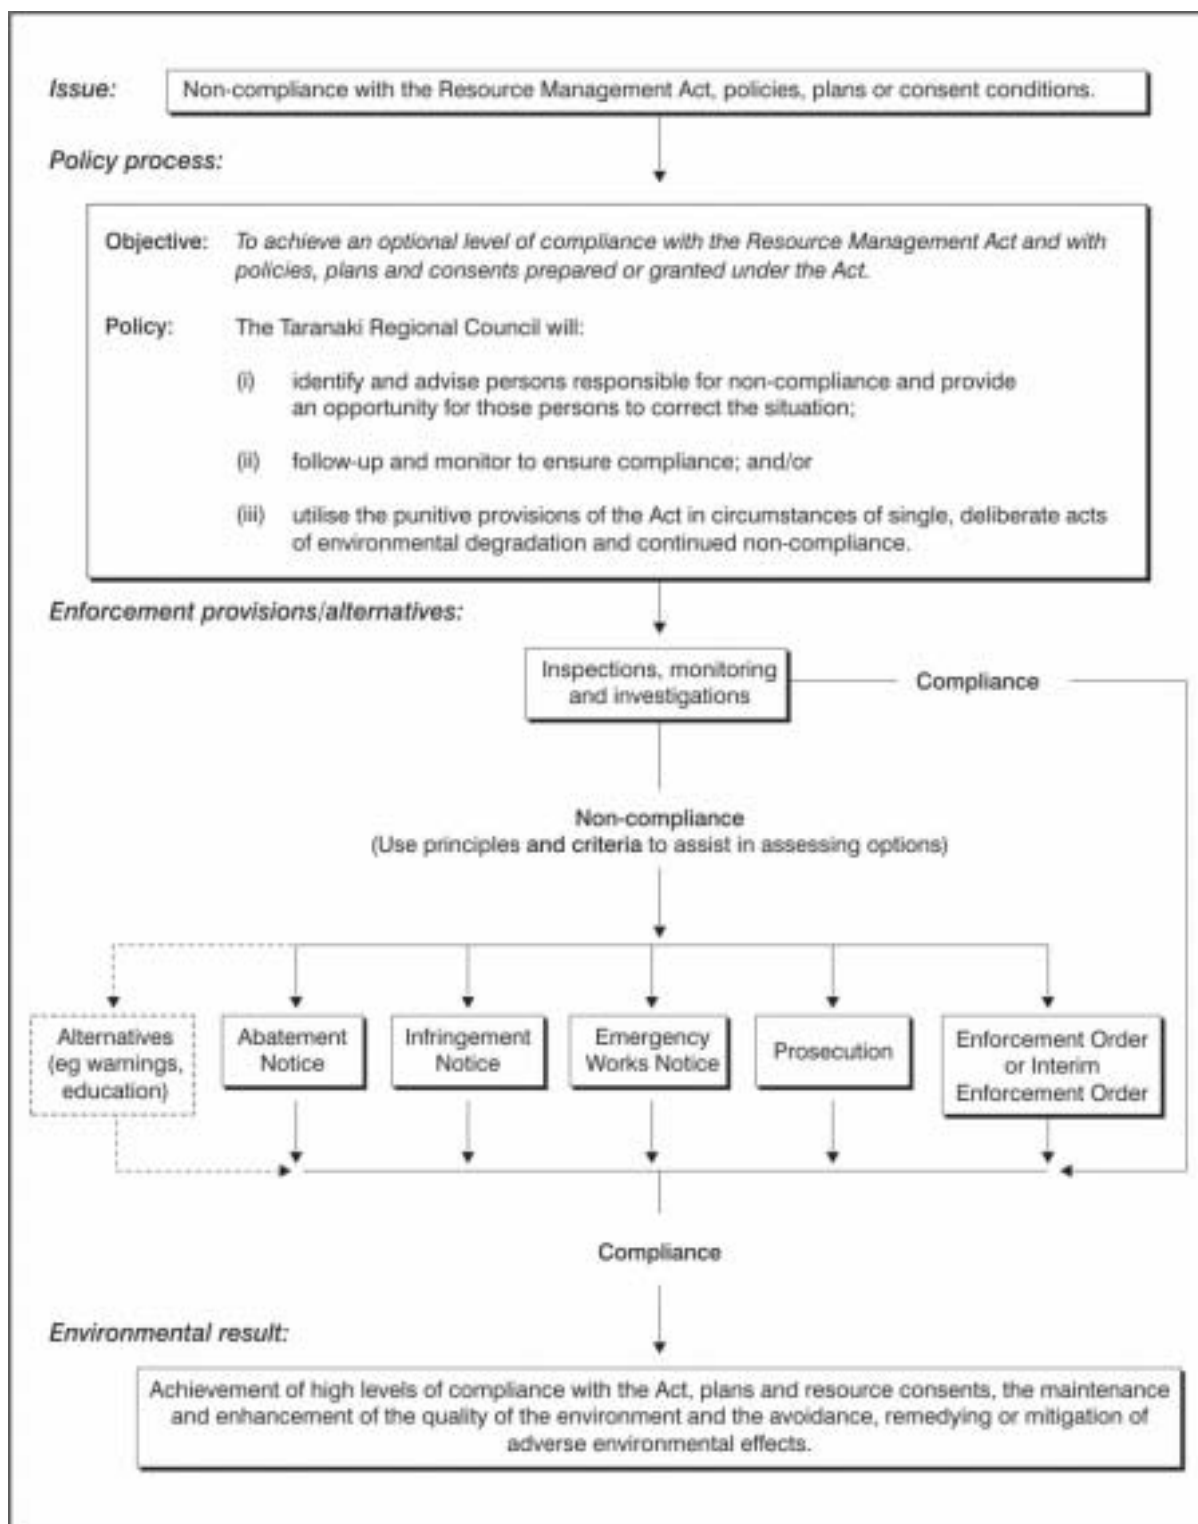 Issue: Non-compliance with the Resource Management Act, policies, plans or consent conditions.
Policy process:
Objective: To achieve an optional level of compliance with the Resource Management Act and with
policies, plans and consents prepared or granted under the Act.
Policy: The Taranaki Regional Council will:
(i) identify and advise persons responsible for non-compliance and provide
an opportunity for those persons to correct the situation;
(ii) follow-up and monitor to ensure compliance; and/or
(iii) utilise the punitive provisions of the Act in circumstances of single, deliberate acts
of environmental degradation and continued non-compliance.
Enforcement provisions/alternatives:
Inspections, monitoring
and investigations
Compliance
Non-compliance
(Use principles and criteria to assist in assessing options)
Alternatives
(eg warnings,
education)
Abatement
Notice
Infringement
Notice
Emergency
Works Notice
Prosecution
Enforcement Order
or Interim
Enforcement Order
Compliance
Environmental result:
Achievement of high levels of compliance with the Act, plans and resource consents, the maintenance
and enhancement of the quality of the environment and the avoidance, remedying or mitigation of
adverse environmental effects.